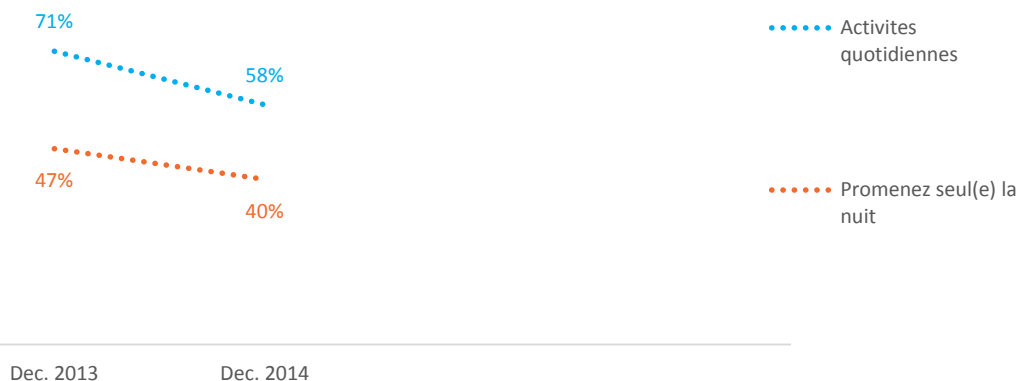 71%
58%
47%
40%
Dec. 2013
Dec. 2014
Activites
quotidiennes
Promenez seul(e) la
nuit